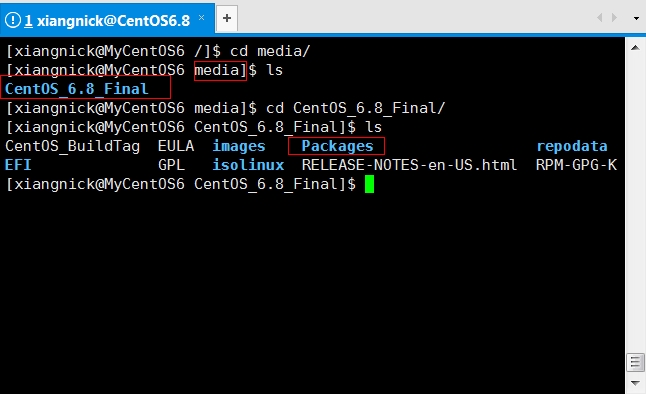 1 xiangnick@CentOS6.8 × +
[xiangnick@MyCentOS6 /]$ cd media/
[xiangnick@MyCentOS6 media]$ ls
CentOS_6.8_Final
[xiangnick@MyCentOS6 media]$ cd CentOS_6.8_Final/
[xiangnick@MyCentOS6 CentOS_6.8_Final]$ ls
CentOS_BuildTag EULA images Packages repodata
EFI GPL isolinux RELEASE-NOTES-en-US.html RPM-GPG-K
[xiangnick@MyCentOS6 CentOS_6.8_Final]$